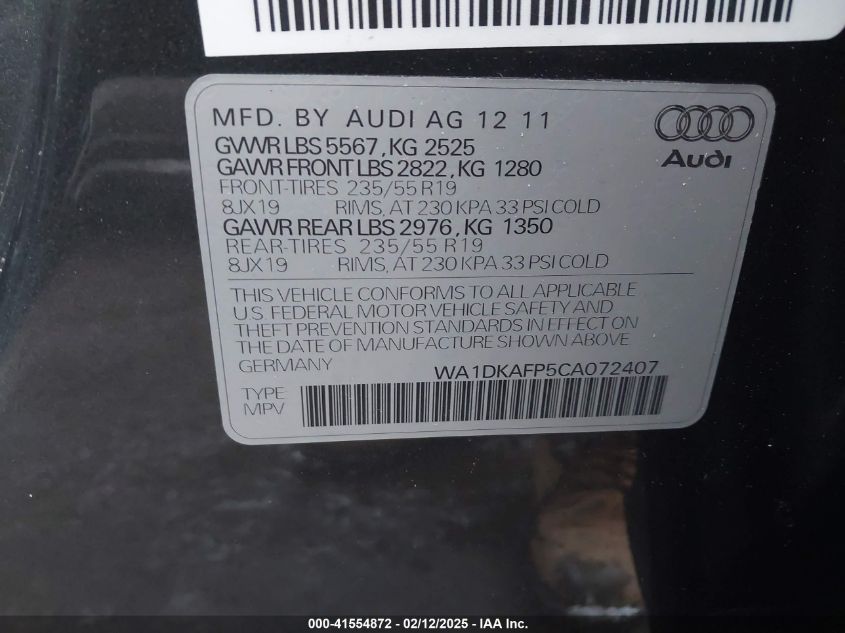 MFD. BY AUDI AG 12 11
GVWR LBS 5567, KG 2525
GAWR FRONT LBS 2822, KG 1280
FRONT-TIRES 235/55 R19
8JX19 RIMS, AT 230 KPA 33 PSI COLD
GAWR REAR LBS 2976, KG 1350
REAR-TIRES 235/55 R19
8JX19 RIMS, AT 230 KPA 33 PSI COLD
Audi
THIS VEHICLE CONFORMS TO ALL APPLICABLE
U.S. FEDERAL MOTOR VEHICLE SAFETY AND
THEFT PREVENTION STANDARDS IN EFFECT ON
THE DATE OF MANUFACTURE SHOWN ABOVE
GERMANY WA1DKAFP5CA072407
TYPE
MPV
000-41554872 - 02/12/2025 - IAAI.COM